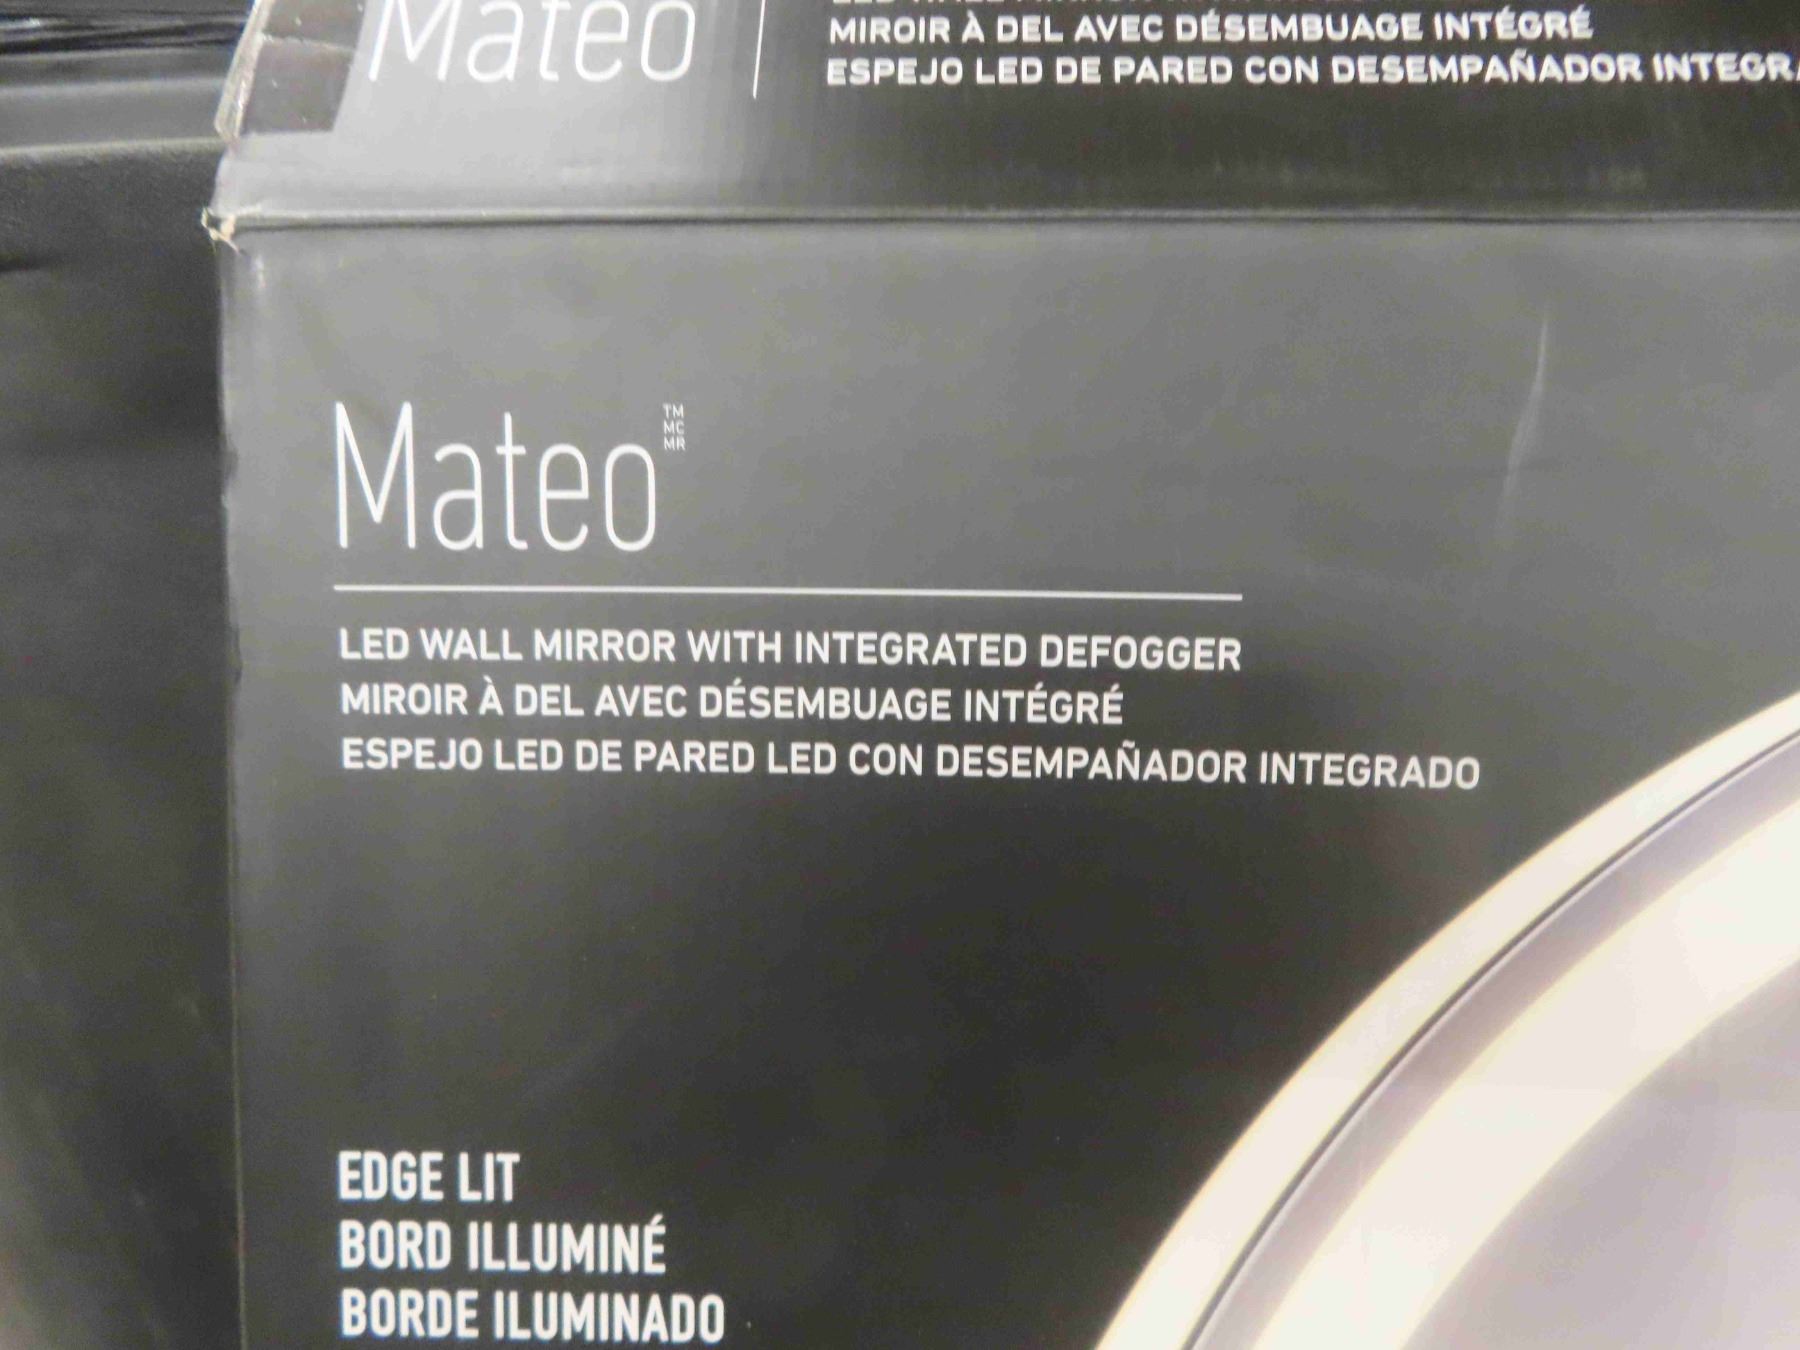 Mateo
MIROIR À DEL AVEC DÉSEMBUAGE INTÉGRÉ
ESPEJO LED DE PARED CON DESEMPAÑADOR
Mateo
TM
MC
MR
LED WALL MIRROR WITH INTEGRATED DEFOGGER
MIROIR À DEL AVEC DÉSEMBUAGE INTÉGRÉ
ESPEJO LED DE PARED LED CON DESEMPAÑADOR INTEGRADO
EDGE LIT
BORD ILLUMINÉ
BORDE ILUMINADO